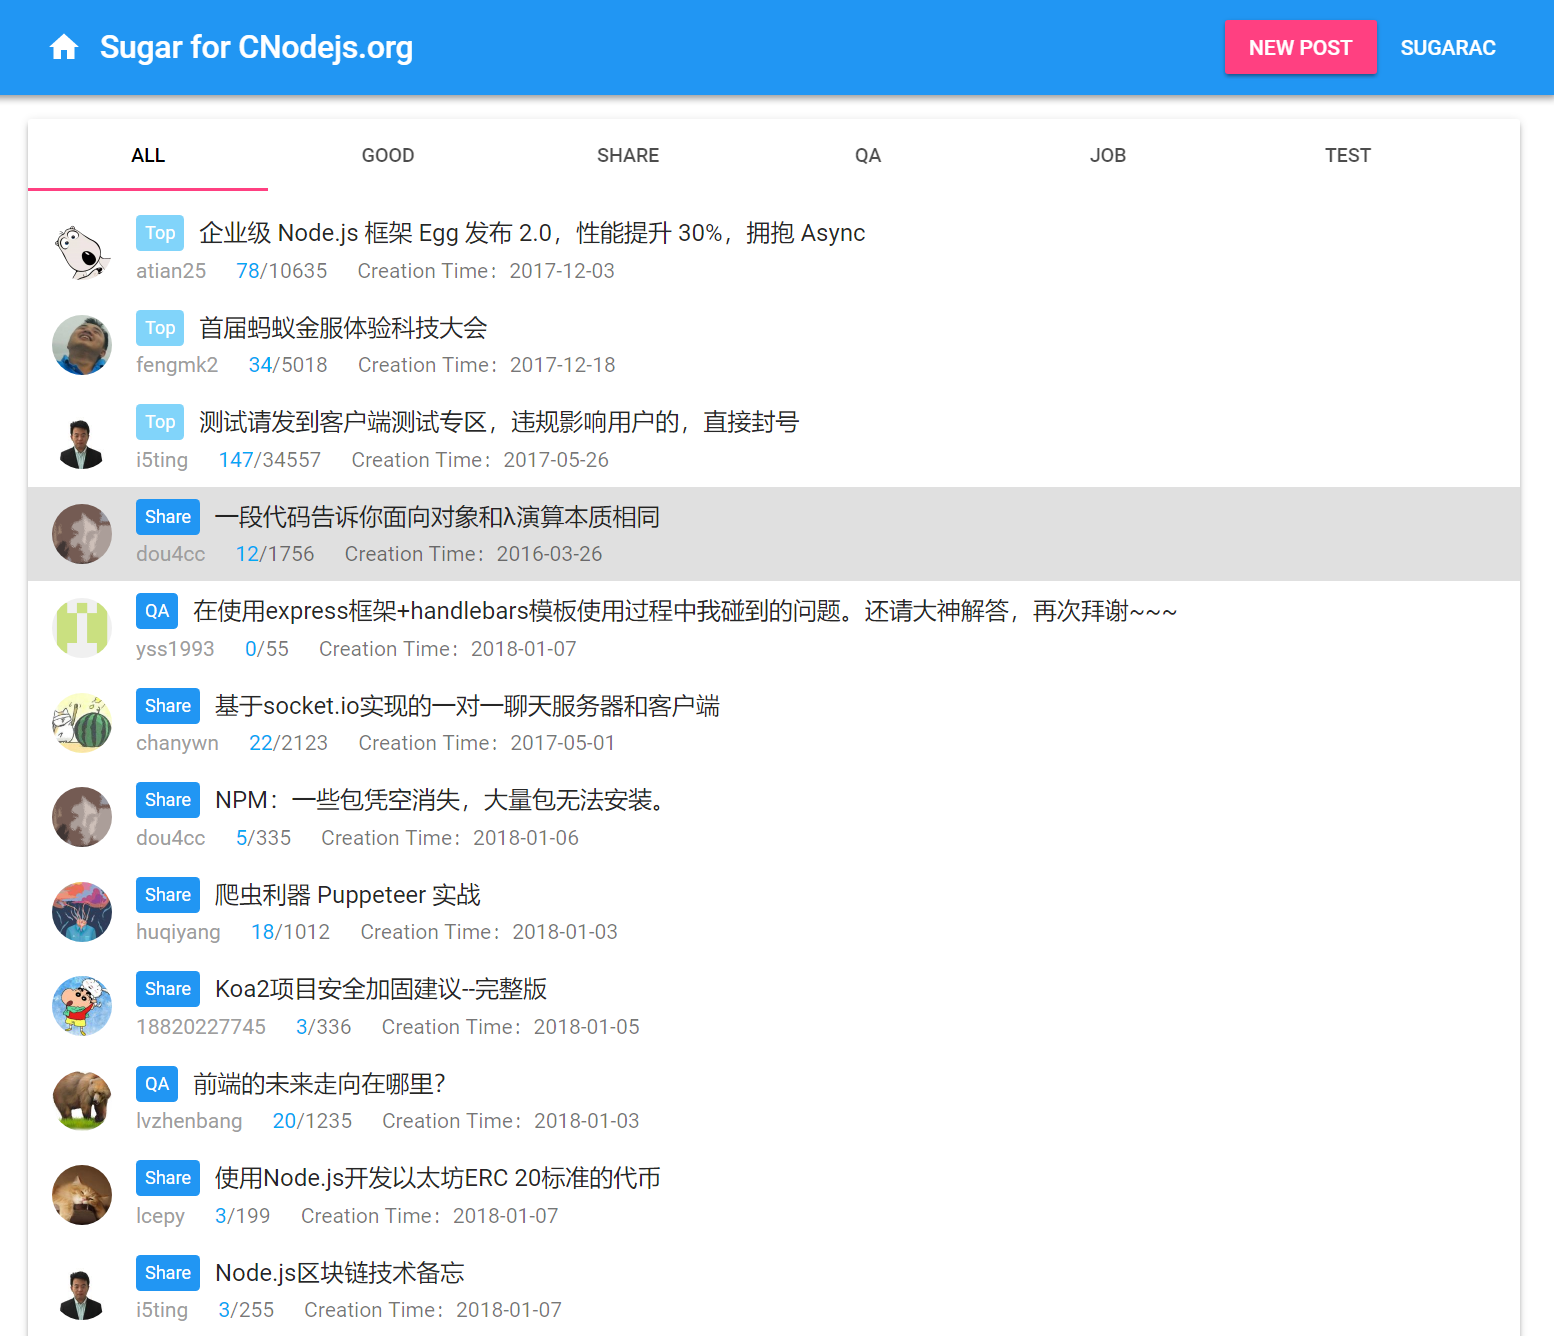 Sugar for CNodejs.org
NEW POST
SUGARAC
ALL
GOOD
SHARE
QA
JOB
TEST
Top 企业级 Node.js 框架 Egg 发布 2.0，性能提升 30%，拥抱 Async
atian25 78/10635 Creation Time：2017-12-03
Top 首届蚂蚁金服体验科技大会
fengmk2 34/5018 Creation Time：2017-12-18
Top 测试请发到客户端测试专区，违规影响用户的，直接封号
i5ting 147/34557 Creation Time：2017-05-26
Share 一段代码告诉你面向对象和λ演算本质相同
dou4cc 12/1756 Creation Time：2016-03-26
QA 在使用express框架+handlebars模板使用过程中我碰到的问题。还请大神解答，再次拜谢~~~
yss1993 0/55 Creation Time：2018-01-07
Share 基于socket.io实现的一对一聊天服务器和客户端
chanywn 22/2123 Creation Time：2017-05-01
Share NPM：一些包凭空消失，大量包无法安装。
dou4cc 5/335 Creation Time：2018-01-06
Share 爬虫利器 Puppeteer 实战
huqiyang 18/1012 Creation Time：2018-01-03
Share Koa2项目安全加固建议--完整版
18820227745 3/336 Creation Time：2018-01-05
QA 前端的未来走向在哪里？
lvzhenbang 20/1235 Creation Time：2018-01-03
Share 使用Node.js开发以太坊ERC 20标准的代币
lcepy 3/199 Creation Time：2018-01-07
Share Node.js区块链技术备忘
i5ting 3/255 Creation Time：2018-01-07